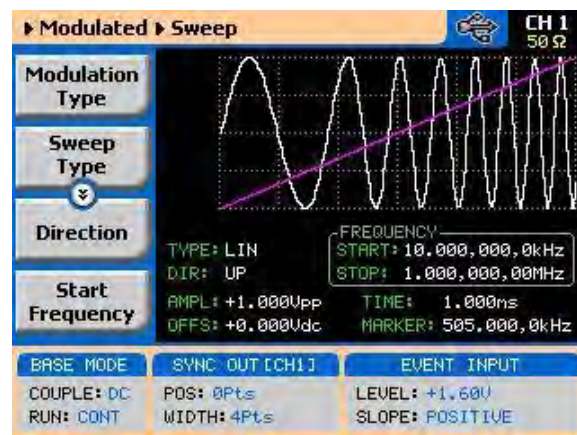 Modulated Sweep
CH 1
50 Ω
Modulation
Type
Sweep
Type
Direction
Start
Frequency
TYPE: LIN
DIR: UP
AMPL: +1.000Vpp
OFFS: +0.000Vdc
FREQUENCY
START: 10.000,000,0kHz
STOP: 1.000,000,00MHz
TIME: 1.000ms
MARKER: 505.000,0kHz
BASE MODE
COUPLE: DC
RUN: CONT
SYNC OUT[CH1]
POS: 0Pts
WIDTH: 4Pts
EVENT INPUT
LEVEL: +1.60V
SLOPE: POSITIVE